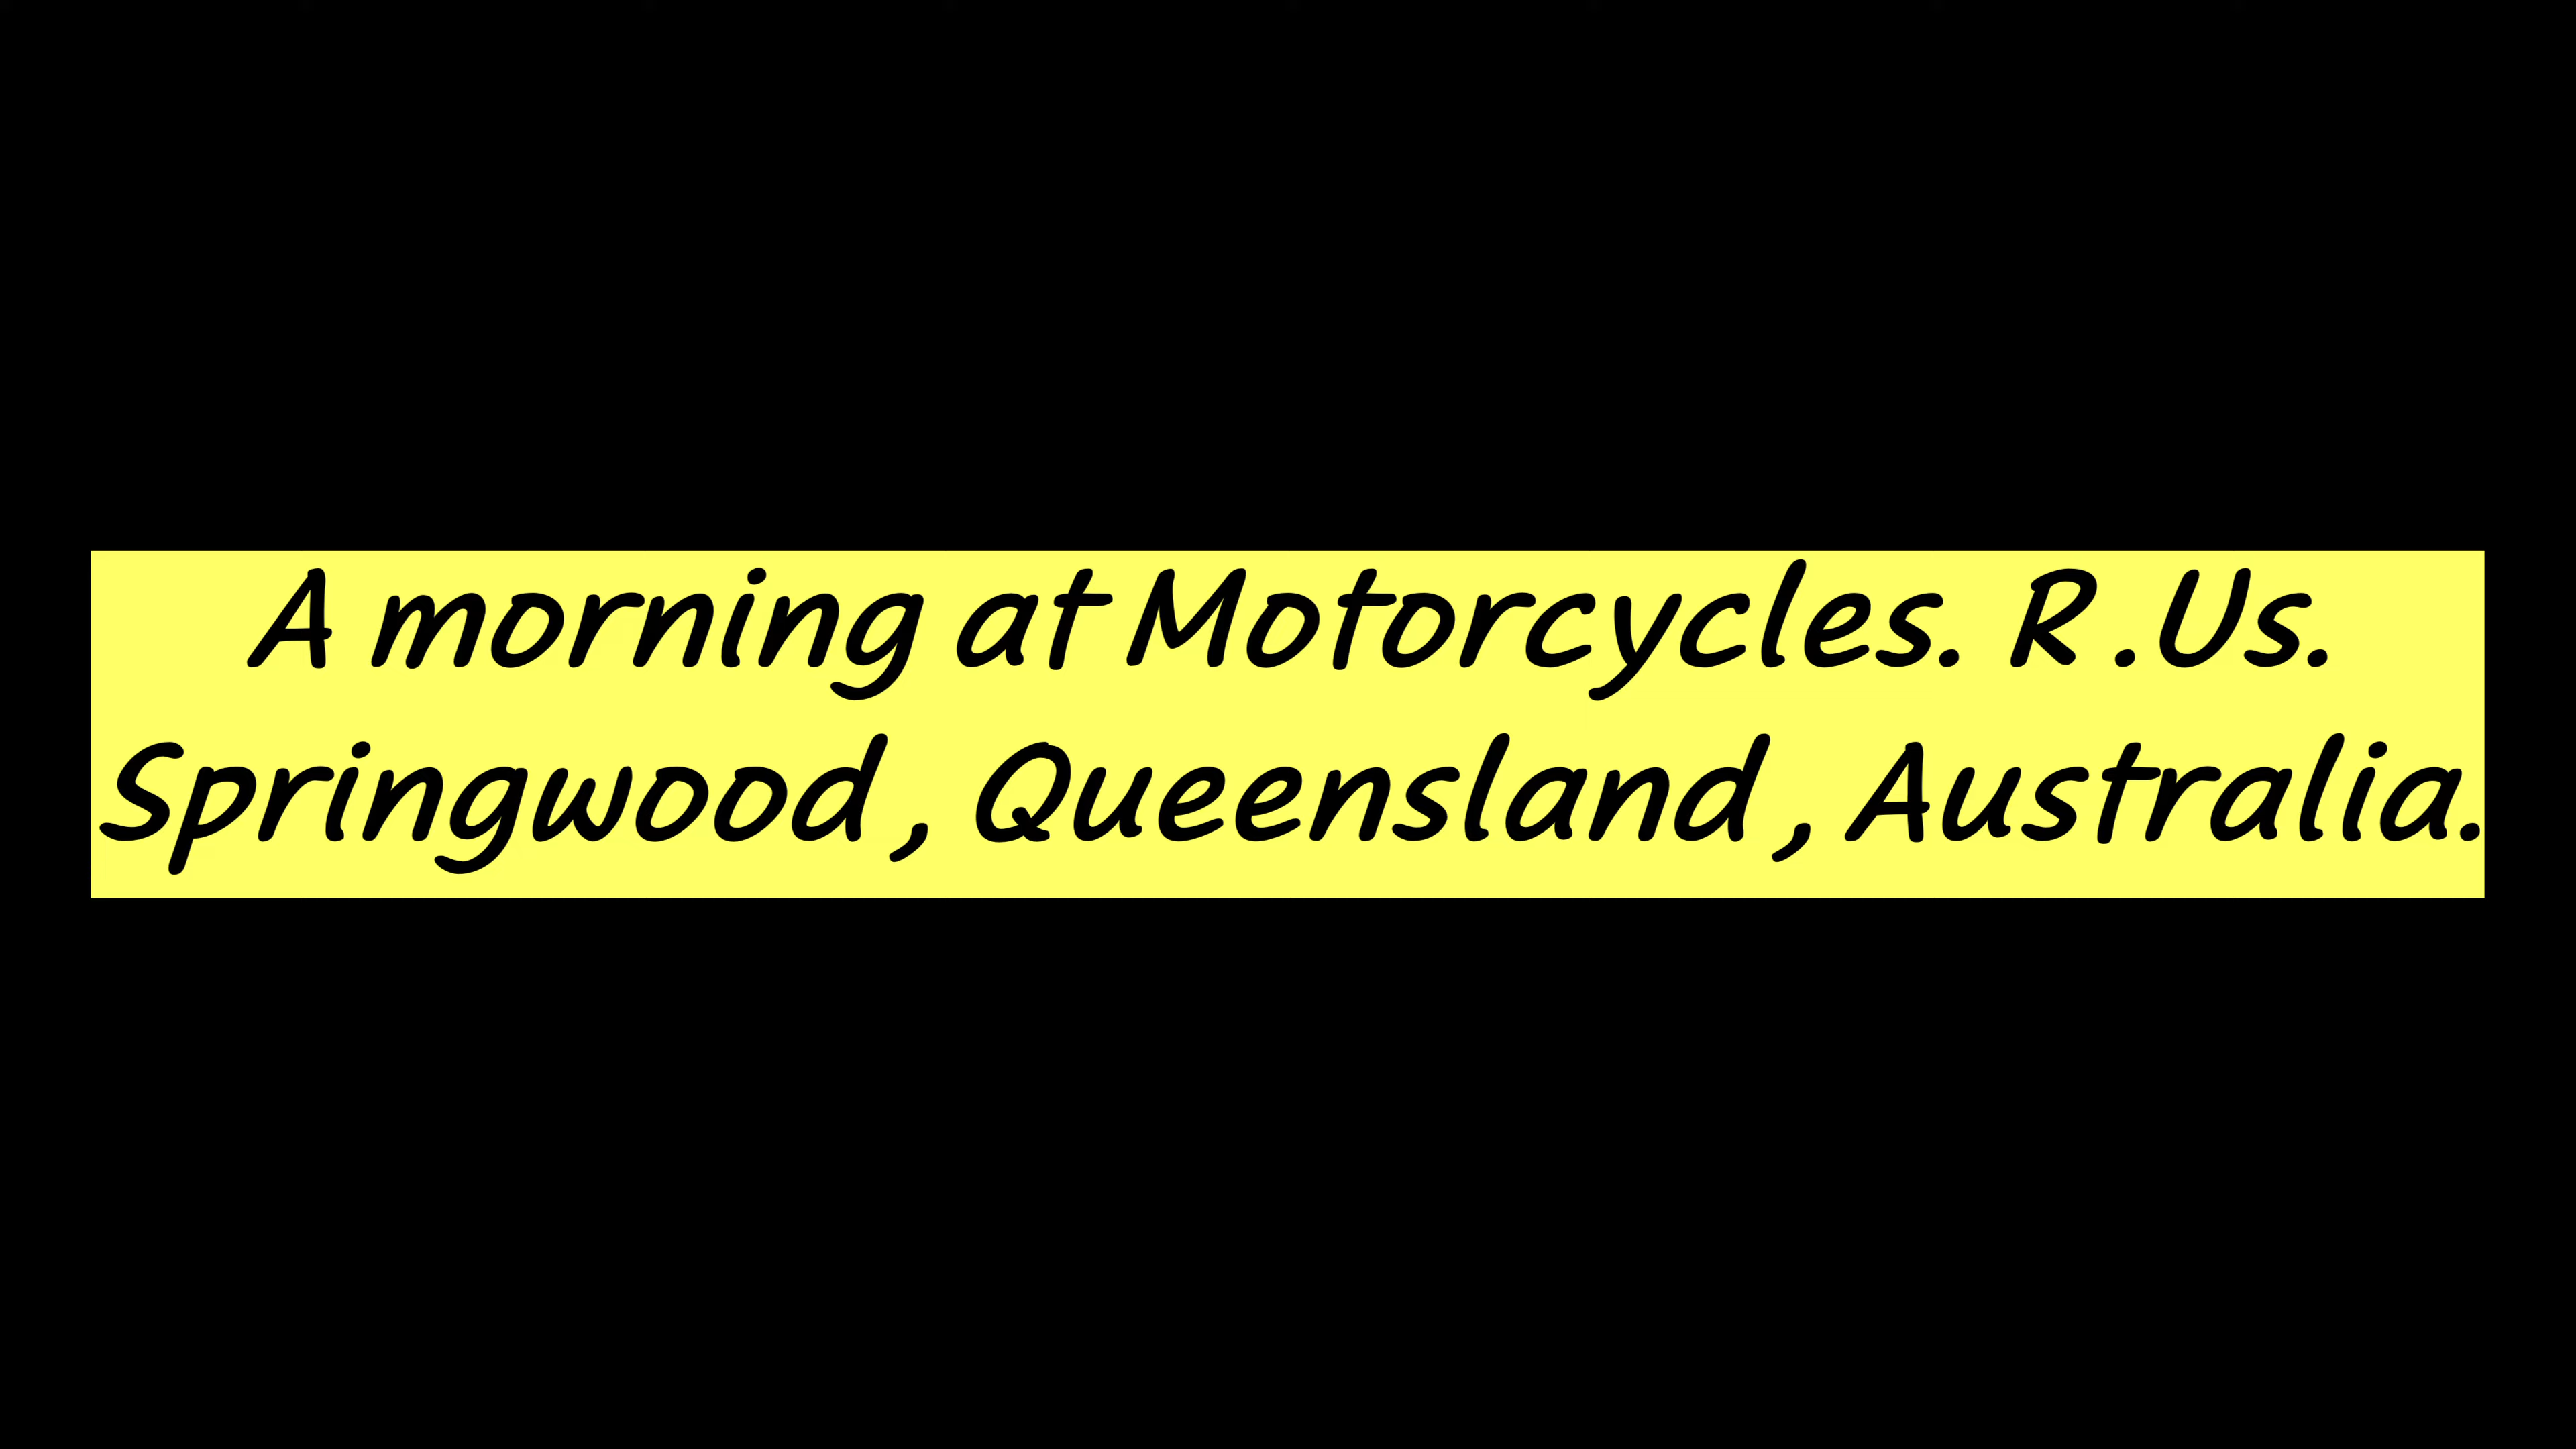 A morning at Motorcycles. R .Us.
Springwood , Queensland , Australia.